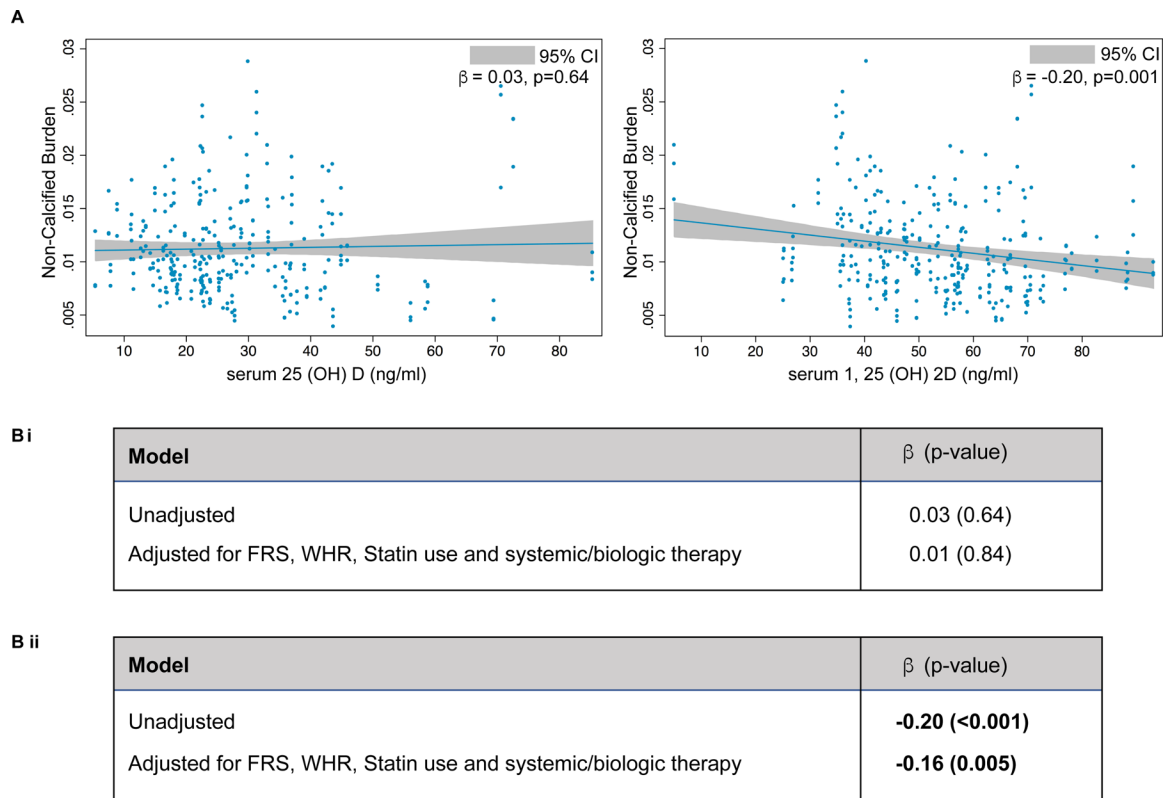 A
95% CI
β = 0.03, p=0.64
Non-Calcified Burden
.03
.025
.02
.015
.01
.005
10 20 30 40 50 60 70 80
serum 25 (OH) D (ng/ml)
95% CI
β = -0.20, p=0.001
Non-Calcified Burden
.03
.025
.02
.015
.01
.005
10 20 30 40 50 60 70 80
serum 1, 25 (OH) 2D (ng/ml)
B i
Model β (p-value)
Unadjusted 0.03 (0.64)
Adjusted for FRS, WHR, Statin use and systemic/biologic therapy 0.01 (0.84)
B ii
Model β (p-value)
Unadjusted -0.20 (<0.001)
Adjusted for FRS, WHR, Statin use and systemic/biologic therapy -0.16 (0.005)